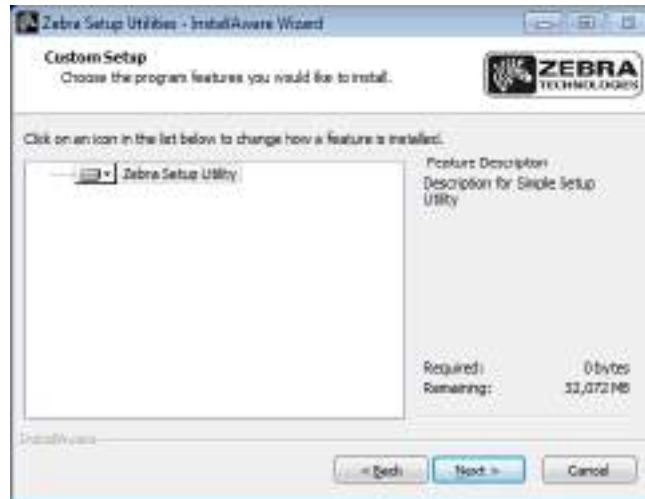 Zebra Setup Utilities - InstallAware Wizard
Custom Setup
Choose the program features you would like to install.
ZEBRA
TECHNOLOGIES
Click on an icon in the list below to change how a feature is installed.
Zebra Setup Utility
Feature Description
Description for Simple Setup
Utility
Required: 0 bytes
Remaining: 32,072 MB
InstallAware
< Back
Next >
Cancel